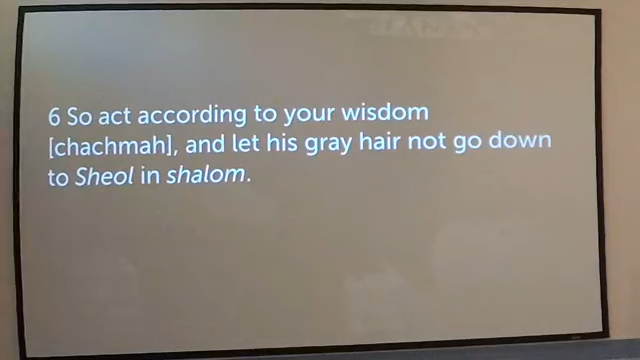 6 So act according to your wisdom
[chachmah], and let his gray hair not go down
to Sheol in shalom.